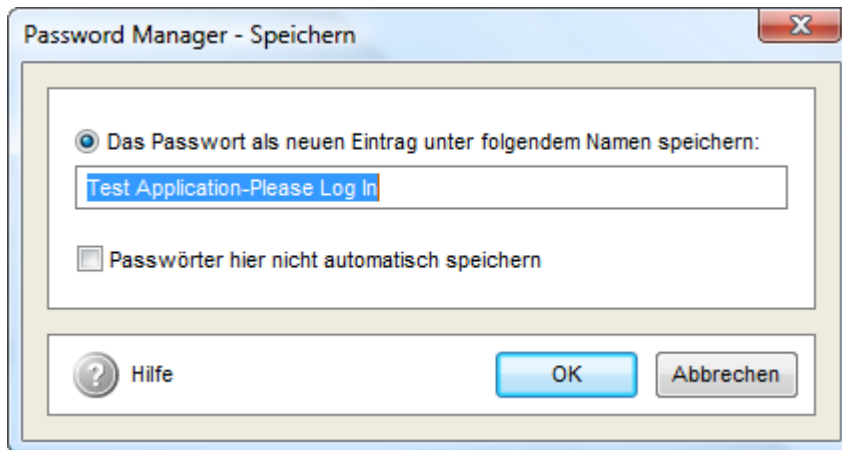 Password Manager - Speichern
Das Passwort als neuen Eintrag unter folgendem Namen speichern:
Test Application-Please Log In
Passwörter hier nicht automatisch speichern
? Hilfe OK Abbrechen